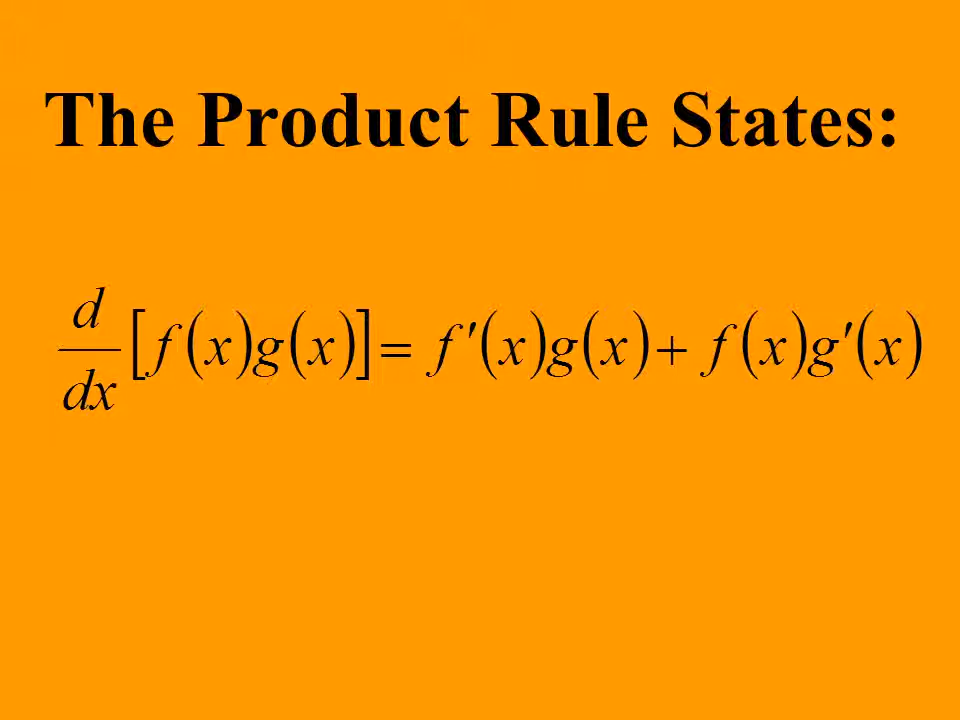 The Product Rule States:
d/dx [f(x)g(x)] = f′(x)g(x) + f(x)g′(x)